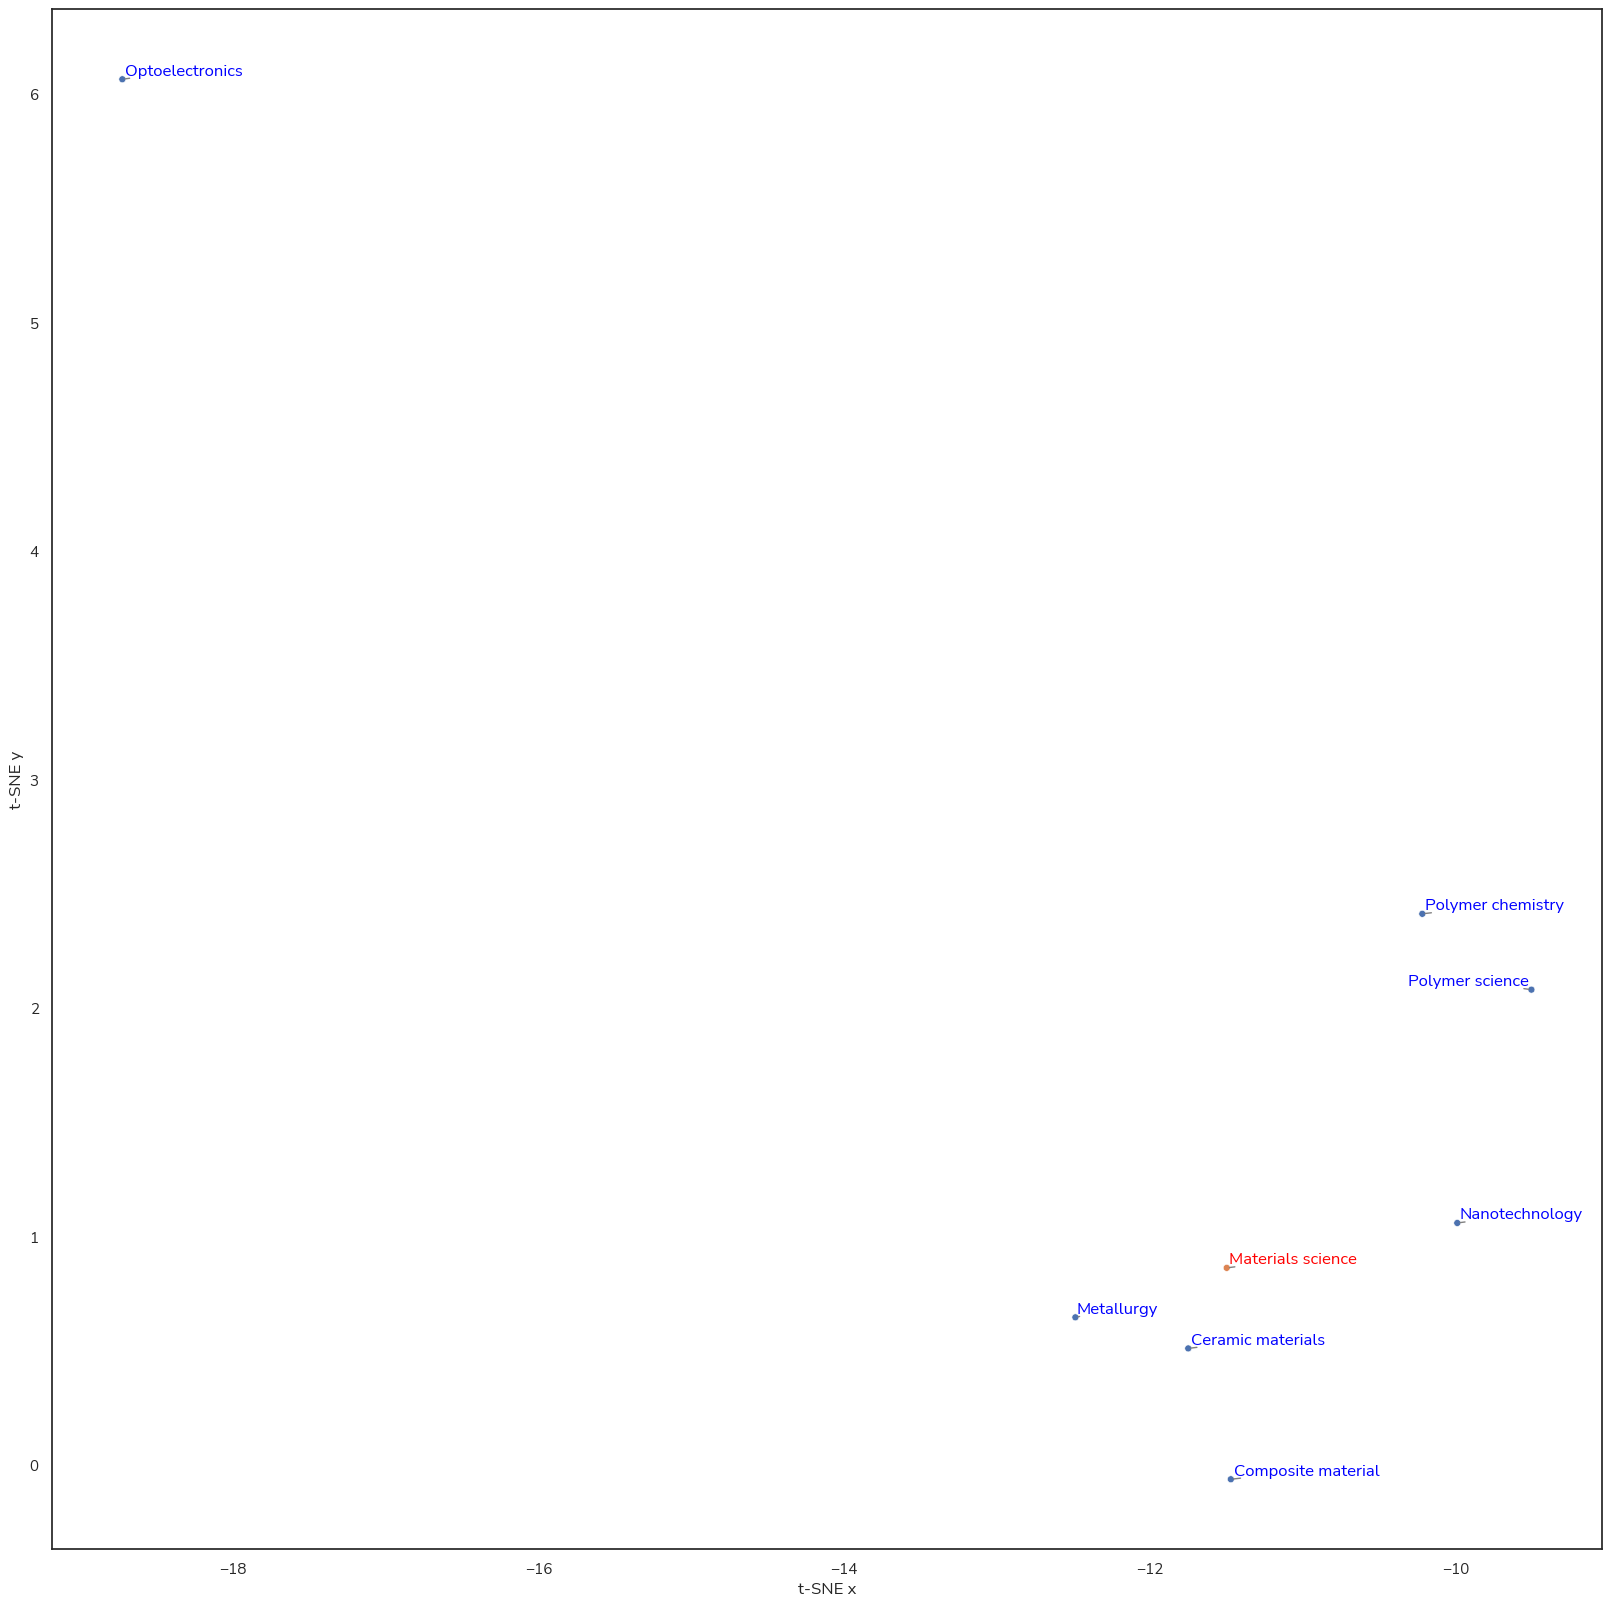 Optoelectronics
6
5
4
3
2
1
0
t-SNE y
Polymer chemistry
Polymer science
Nanotechnology
Materials science
Metallurgy
Ceramic materials
Composite material
−18
−16
−14
−12
−10
t-SNE x